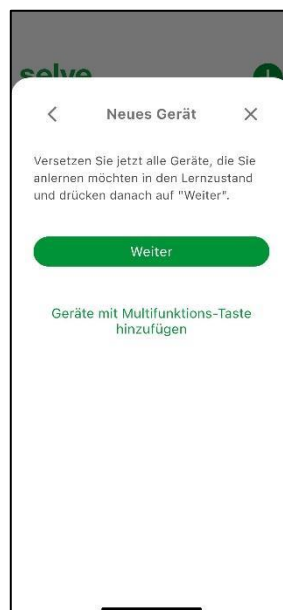 selve
Neues Gerät
Versetzen Sie jetzt alle Geräte, die Sie
anlernen möchten in den Lernzustand
und drücken danach auf "Weiter".
Weiter
Geräte mit Multifunktions-Taste
hinzufügen